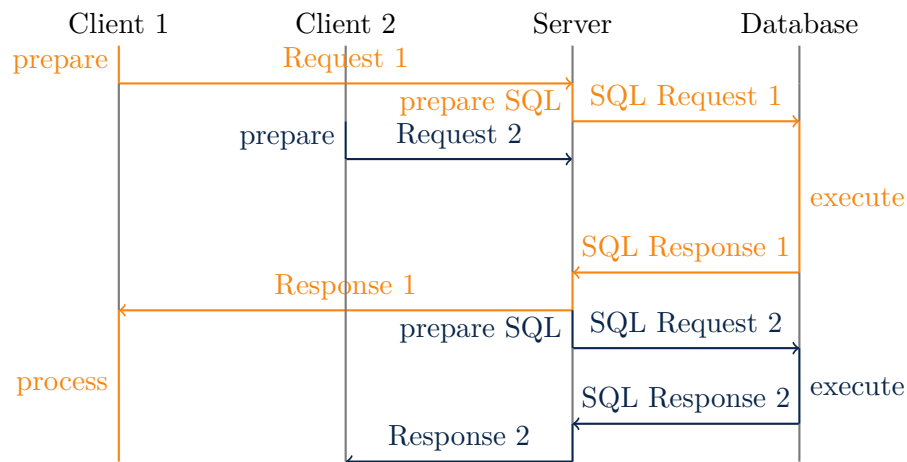 Client 1
Client 2
Server
Database
prepare
Request 1
prepare SQL
SQL Request 1
prepare
Request 2
execute
SQL Response 1
Response 1
prepare SQL
SQL Request 2
process
execute
SQL Response 2
Response 2